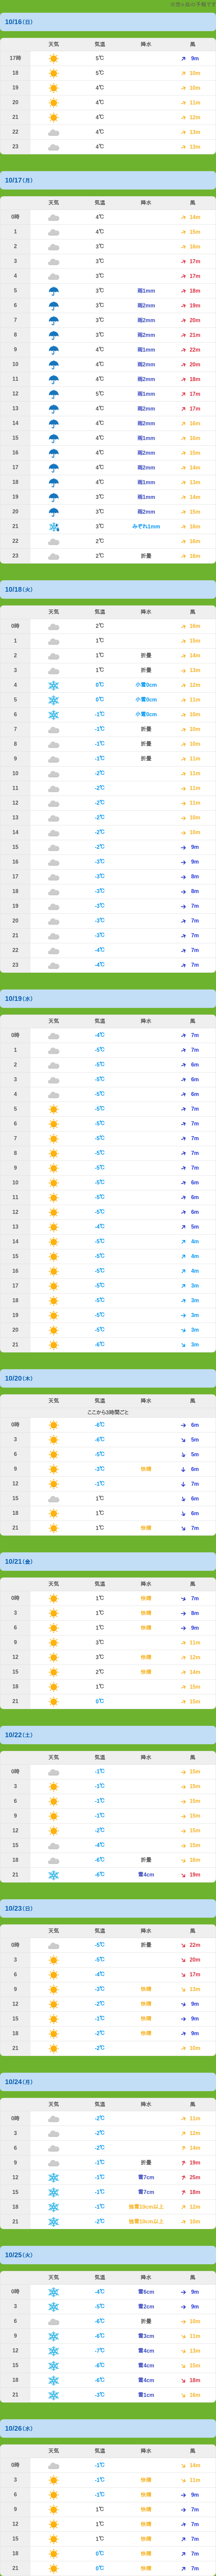 10/16(日)
天気 気温 降水 風
17時 5℃ 9m
18 5℃ 10m
19 4℃ 10m
20 4℃ 11m
21 4℃ 12m
22 4℃ 13m
23 4℃ 13m
10/17(月)
天気 気温 降水 風
0時 4℃ 14m
1 4℃ 15m
2 3℃ 16m
3 3℃ 17m
4 3℃ 17m
5 3℃ 雨1mm 18m
6 3℃ 雨2mm 19m
7 3℃ 雨2mm 20m
8 3℃ 雨2mm 21m
9 4℃ 雨1mm 22m
10 4℃ 雨2mm 20m
11 4℃ 雨2mm 18m
12 5℃ 雨1mm 17m
13 4℃ 雨2mm 17m
14 4℃ 雨2mm 16m
15 4℃ 雨1mm 16m
16 4℃ 雨2mm 15m
17 4℃ 雨2mm 14m
18 4℃ 雨1mm 13m
19 3℃ 雨1mm 14m
20 3℃ 雨2mm 15m
21 3℃ みぞれ1mm 16m
22 2℃ 16m
23 2℃ 折曇 16m
10/18(火)
天気 気温 降水 風
0時 2℃ 16m
1 1℃ 15m
2 1℃ 折曇 14m
3 1℃ 折曇 13m
4 0℃ 小雪0cm 12m
5 0℃ 小雪0cm 11m
6 -1℃ 小雪0cm 10m
7 -1℃ 折曇 10m
8 -1℃ 折曇 10m
9 -1℃ 折曇 11m
10 -2℃ 11m
11 -2℃ 11m
12 -2℃ 11m
13 -2℃ 10m
14 -2℃ 10m
15 -2℃ 9m
16 -3℃ 9m
17 -3℃ 8m
18 -3℃ 8m
19 -3℃ 7m
20 -3℃ 7m
21 -3℃ 7m
22 -4℃ 7m
23 -4℃ 7m
10/19(水)
天気 気温 降水 風
0時 -4℃ 7m
1 -5℃ 7m
2 -5℃ 6m
3 -5℃ 6m
4 -5℃ 6m
5 -5℃ 7m
6 -5℃ 7m
7 -5℃ 7m
8 -5℃ 7m
9 -5℃ 7m
10 -5℃ 6m
11 -5℃ 6m
12 -5℃ 6m
13 -4℃ 5m
14 -5℃ 4m
15 -5℃ 4m
16 -5℃ 4m
17 -5℃ 3m
18 -5℃ 3m
19 -5℃ 3m
20 -5℃ 3m
21 -6℃ 3m
10/20(木)
天気 気温 降水 風
ここから3時間ごと
0時 -6℃ 6m
3 -6℃ 5m
6 -5℃ 5m
9 -3℃ 快晴 6m
12 -1℃ 7m
15 1℃ 6m
18 1℃ 6m
21 1℃ 快晴 7m
10/21(金)
天気 気温 降水 風
0時 1℃ 快晴 7m
3 1℃ 快晴 8m
6 1℃ 快晴 9m
9 3℃ 11m
12 3℃ 快晴 12m
15 2℃ 快晴 14m
18 1℃ 15m
21 0℃ 15m
10/22(土)
天気 気温 降水 風
0時 -1℃ 15m
3 -1℃ 15m
6 -1℃ 15m
9 -1℃ 15m
12 -2℃ 15m
15 -4℃ 15m
18 -6℃ 折曇 16m
21 -6℃ 雪4cm 19m
10/23(日)
天気 気温 降水 風
0時 -5℃ 折曇 22m
3 -5℃ 20m
6 -4℃ 17m
9 -3℃ 快晴 13m
12 -2℃ 快晴 9m
15 -1℃ 快晴 9m
18 -2℃ 快晴 9m
21 -2℃ 10m
10/24(月)
天気 気温 降水 風
0時 -2℃ 11m
3 -2℃ 12m
6 -2℃ 14m
9 -1℃ 折曇 19m
12 -1℃ 雪7cm 25m
15 -1℃ 雪7cm 18m
18 -1℃ 強雪10cm以上 12m
21 -2℃ 強雪10cm以上 10m
10/25(火)
天気 気温 降水 風
0時 -4℃ 雪6cm 9m
3 -5℃ 雪2cm 9m
6 -6℃ 折曇 10m
9 -6℃ 雪3cm 11m
12 -7℃ 雪4cm 13m
15 -6℃ 雪4cm 15m
18 -6℃ 雪4cm 18m
21 -3℃ 雪1cm 16m
10/26(水)
天気 気温 降水 風
0時 -1℃ 14m
3 -1℃ 快晴 11m
6 -1℃ 快晴 9m
9 1℃ 快晴 7m
12 1℃ 快晴 7m
15 1℃ 快晴 7m
18 0℃ 快晴 7m
21 0℃ 快晴 7m